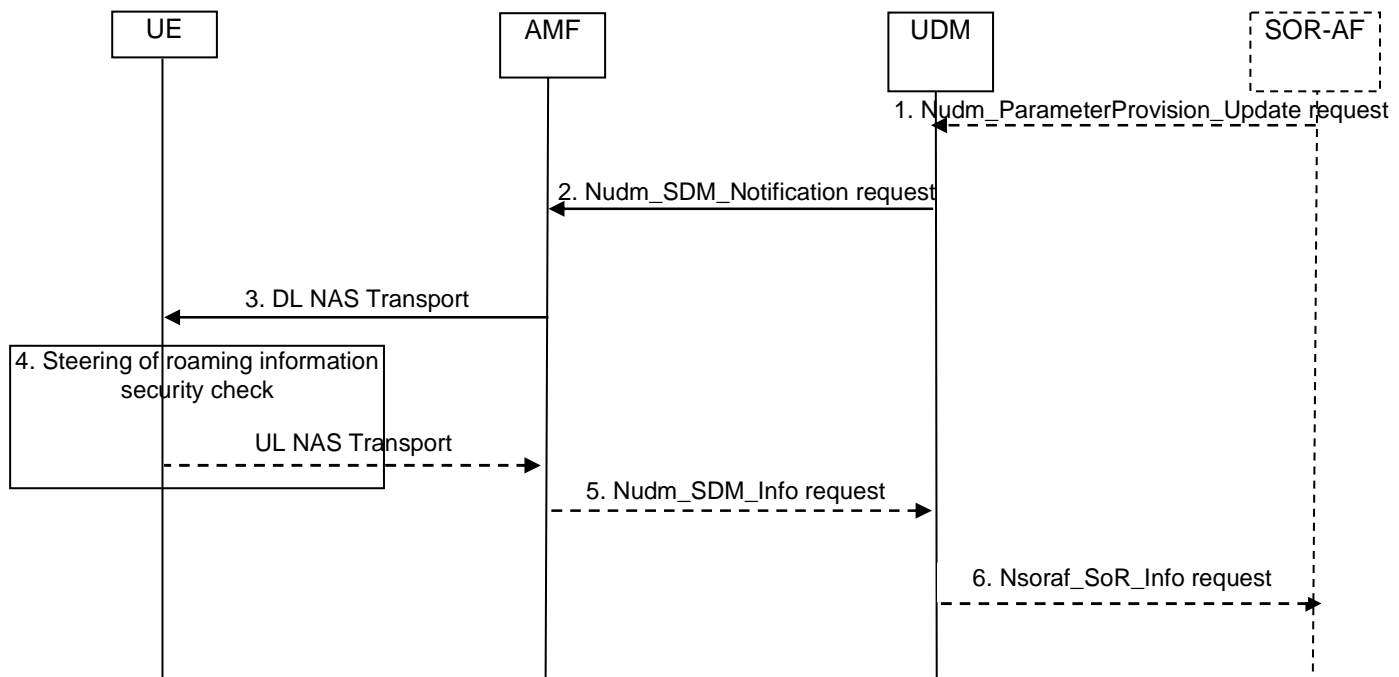 UE
AMF
UDM
SOR-AF
1. Nudm_ParameterProvision_Update request
2. Nudm_SDM_Notification request
3. DL NAS Transport
4. Steering of roaming information
security check
UL NAS Transport
5. Nudm_SDM_Info request
6. Nsoraf_SoR_Info request